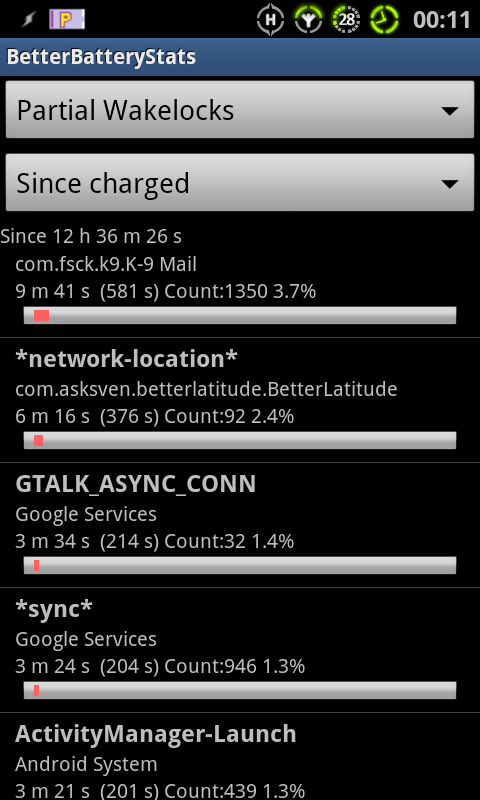 P H 28 00:11
BetterBatteryStats
Partial Wakelocks
Since charged
Since 12 h 36 m 26 s
com.fsck.k9.K-9 Mail
9 m 41 s (581 s) Count:1350 3.7%
*network-location*
com.asksven.betterlatitude.BetterLatitude
6 m 16 s (376 s) Count:92 2.4%
GTALK_ASYNC_CONN
Google Services
3 m 34 s (214 s) Count:32 1.4%
*sync*
Google Services
3 m 24 s (204 s) Count:946 1.3%
ActivityManager-Launch
Android System
3 m 21 s (201 s) Count:439 1.3%